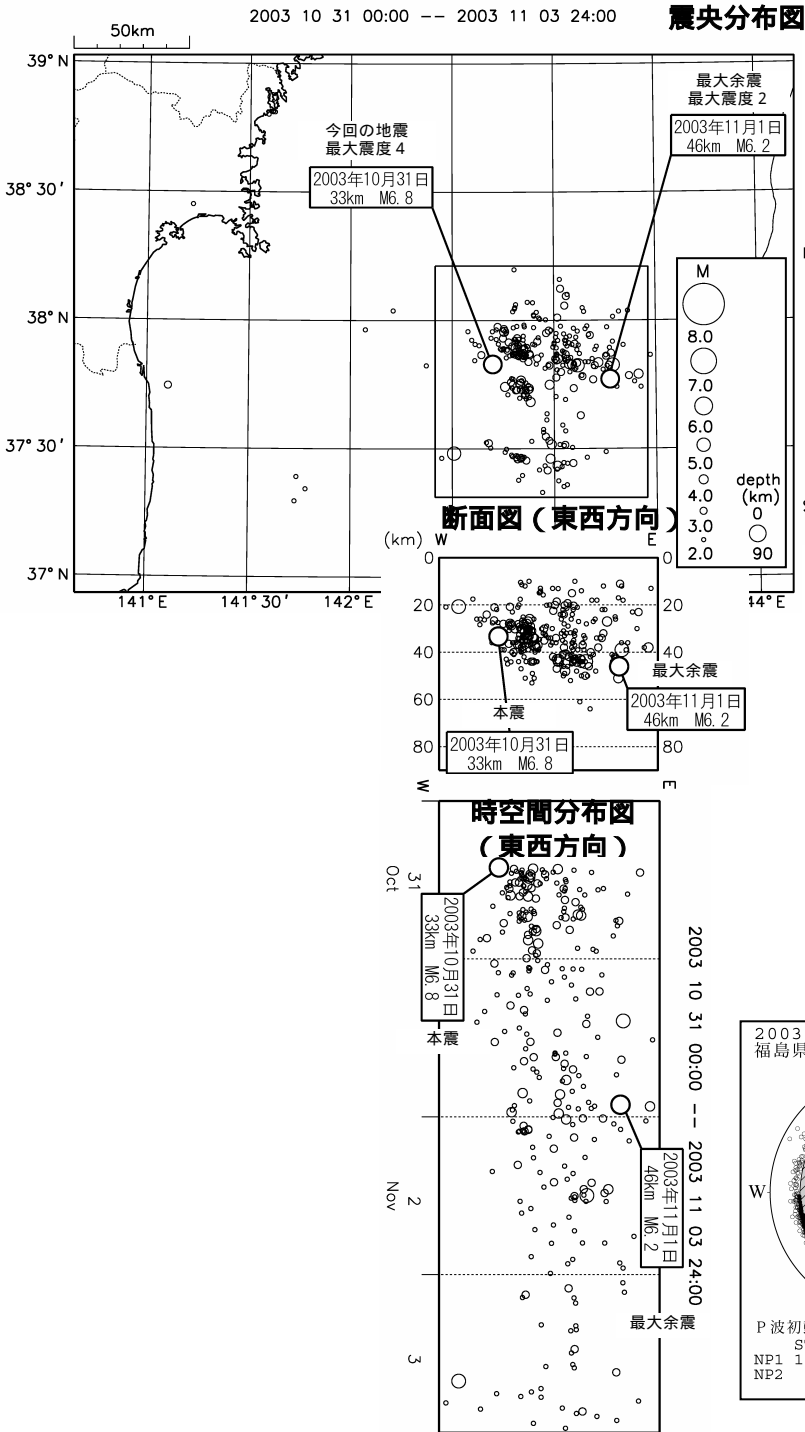 2003 10 31 00:00 -- 2003 11 03 24:00
震央分布図
50km
39° N
38° 30′
38° N
37° 30′
37° N
141° E
141° 30′
142° E
14° E
今回の地震
最大震度４
2003年10月31日
33km M6.8
最大余震
最大震度２
2003年11月1日
46km M6.2
M
8.0
7.0
6.0
5.0
4.0
3.0
2.0
depth
(km)
0
90
断面図（東西方向）
(km) W E
0 0
20 20
40 40
60
80 80
最大余震
2003年11月1日
46km M6.2
本震
2003年10月31日
33km M6.8
W E
時空間分布図
（東西方向）
31
Oct
2003年10月31日
33km M6.8
本震
2
Nov
3
2003 10 31 00:00 -- 2003 11 03 24:00
2003年11月1日
46km M6.2
最大余震
2003
福島県
W
Ｐ波初
NP1 1
NP2